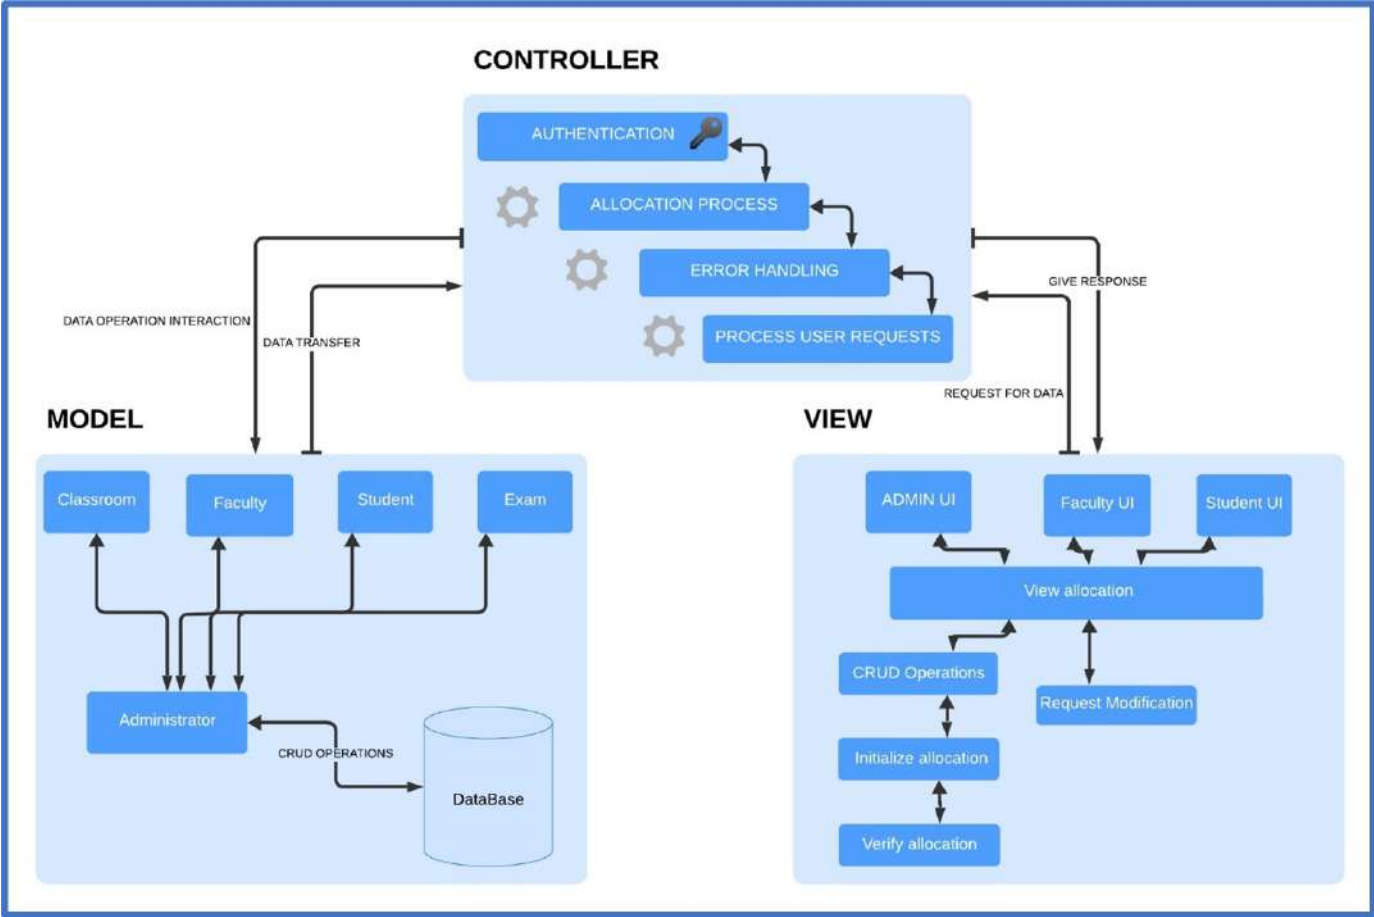 CONTROLLER
AUTHENTICATION
ALLOCATION PROCESS
ERROR HANDLING
PROCESS USER REQUESTS
DATA OPERATION INTERACTION
DATA TRANSFER
GIVE RESPONSE
REQUEST FOR DATA
MODEL
Classroom
Faculty
Student
Exam
Administrator
CRUD OPERATIONS
DataBase
VIEW
ADMIN UI
Faculty UI
Student UI
View allocation
CRUD Operations
Request Modification
Initialize allocation
Verify allocation